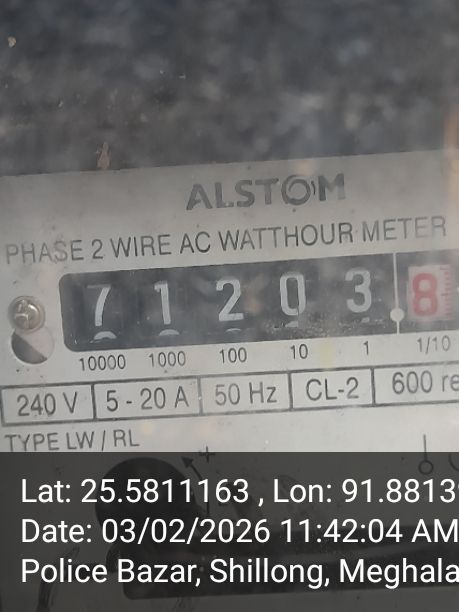 ALSTOM
PHASE 2 WIRE AC WATTHOUR METER
7 1 2 0 3 8
10000 1000 100 10 1 1/10
240 V 5 - 20 A 50 Hz CL-2 600 re
TYPE LW / RL
Lat: 25.5811163 , Lon: 91.8813
Date: 03/02/2026 11:42:04 AM
Police Bazar, Shillong, Meghala